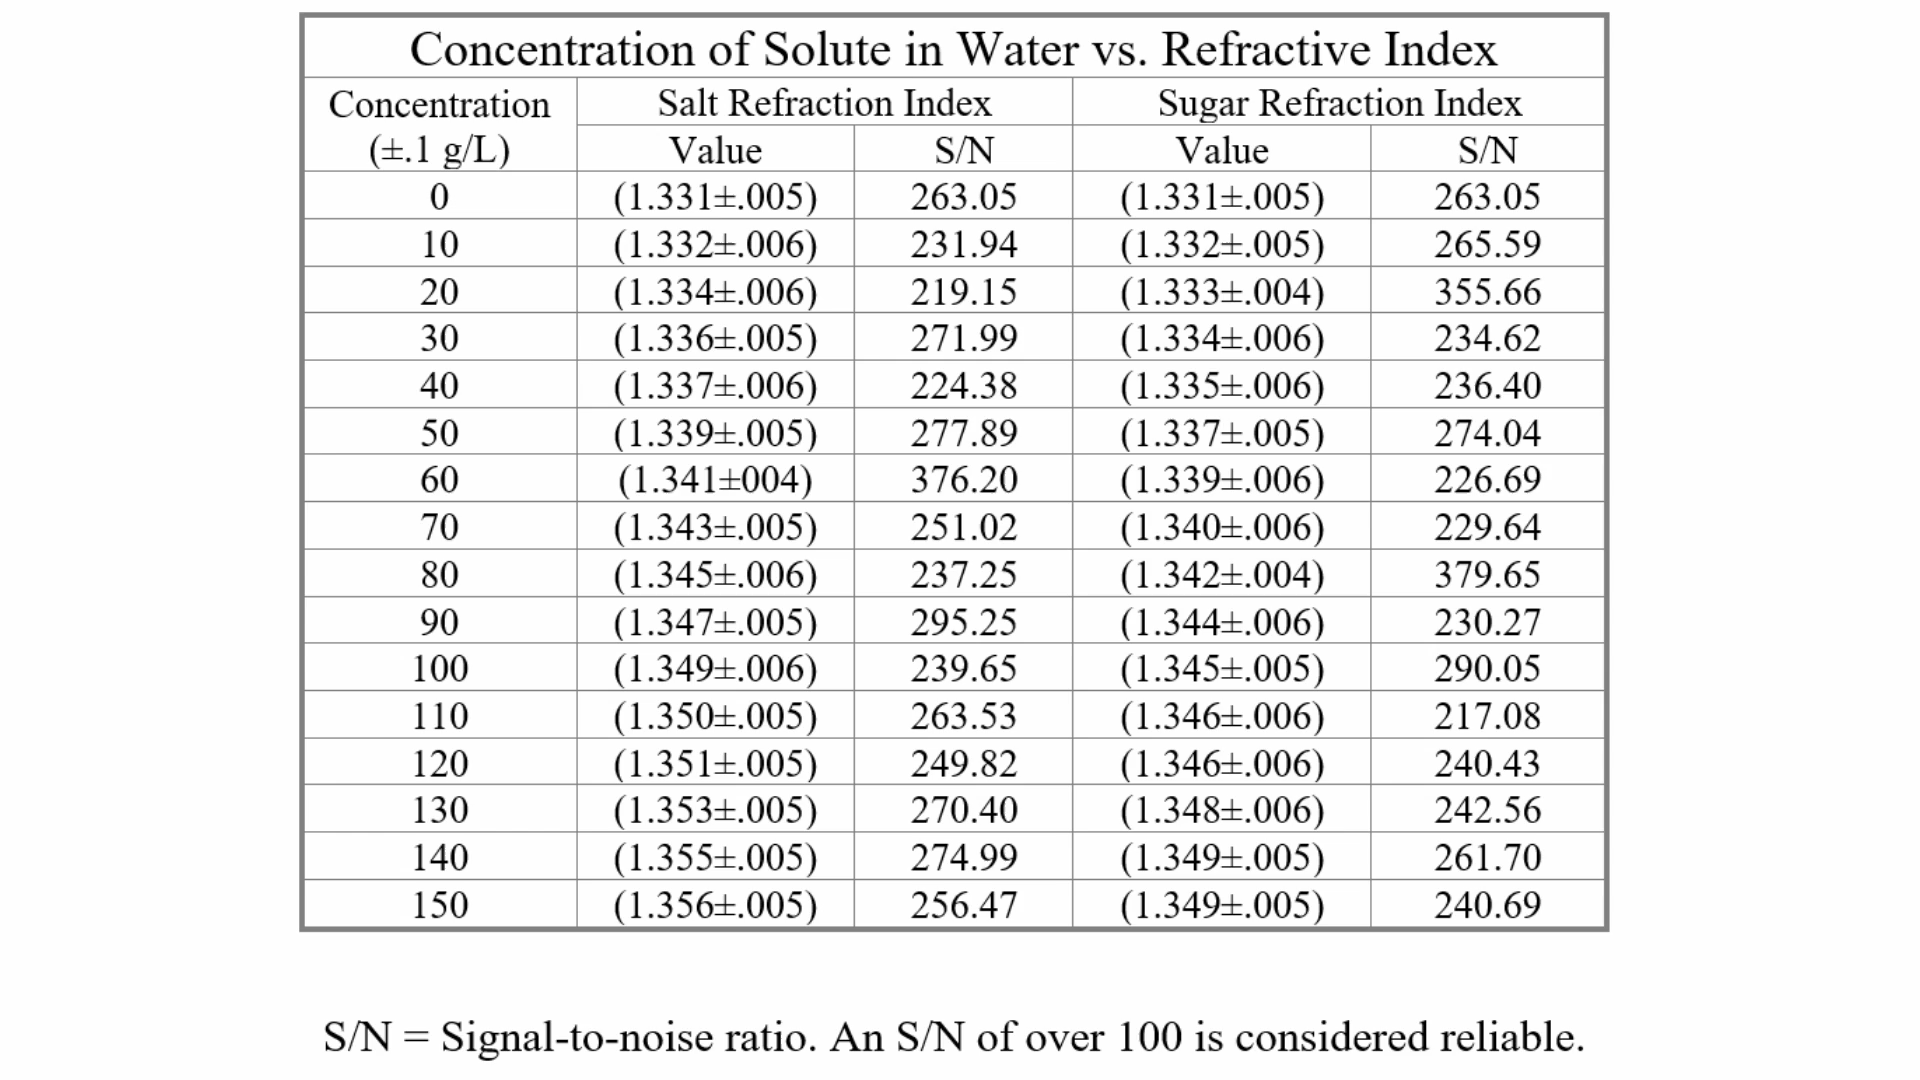 Concentration of Solute in Water vs. Refractive Index
Concentration Salt Refraction Index Sugar Refraction Index
(±.1 g/L) Value S/N Value S/N
0 (1.331±.005) 263.05 (1.331±.005) 263.05
10 (1.332±.006) 231.94 (1.332±.005) 265.59
20 (1.334±.006) 219.15 (1.333±.004) 355.66
30 (1.336±.005) 271.99 (1.334±.006) 234.62
40 (1.337±.006) 224.38 (1.335±.006) 236.40
50 (1.339±.005) 277.89 (1.337±.005) 274.04
60 (1.341±004) 376.20 (1.339±.006) 226.69
70 (1.343±.005) 251.02 (1.340±.006) 229.64
80 (1.345±.006) 237.25 (1.342±.004) 379.65
90 (1.347±.005) 295.25 (1.344±.006) 230.27
100 (1.349±.006) 239.65 (1.345±.005) 290.05
110 (1.350±.005) 263.53 (1.346±.006) 217.08
120 (1.351±.005) 249.82 (1.346±.006) 240.43
130 (1.353±.005) 270.40 (1.348±.006) 242.56
140 (1.355±.005) 274.99 (1.349±.005) 261.70
150 (1.356±.005) 256.47 (1.349±.005) 240.69
S/N = Signal-to-noise ratio. An S/N of over 100 is considered reliable.